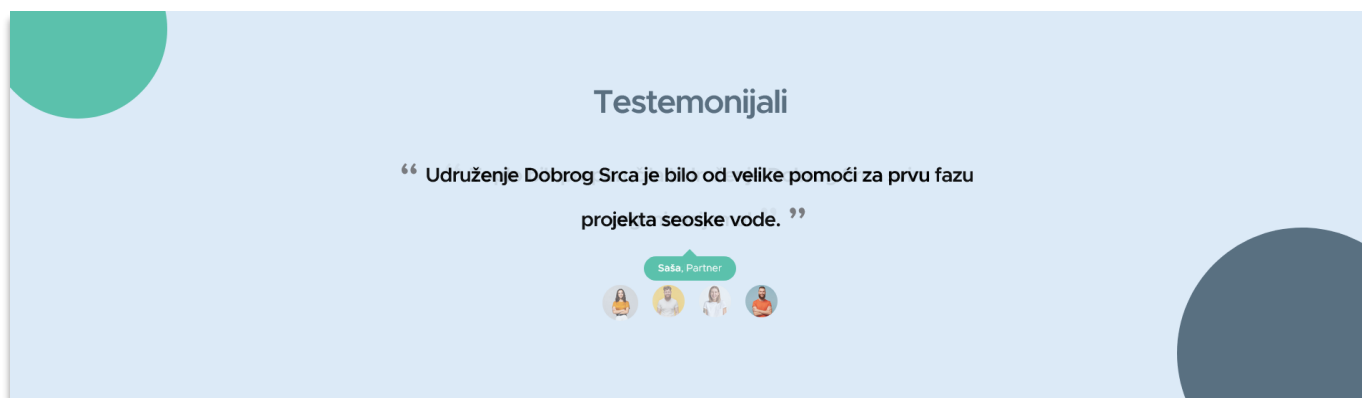 Testemonijali
“ Udruženje Dobrog Srca je bilo od velike pomoći za prvu fazu
projekta seoske vode. ”
Saša, Partner